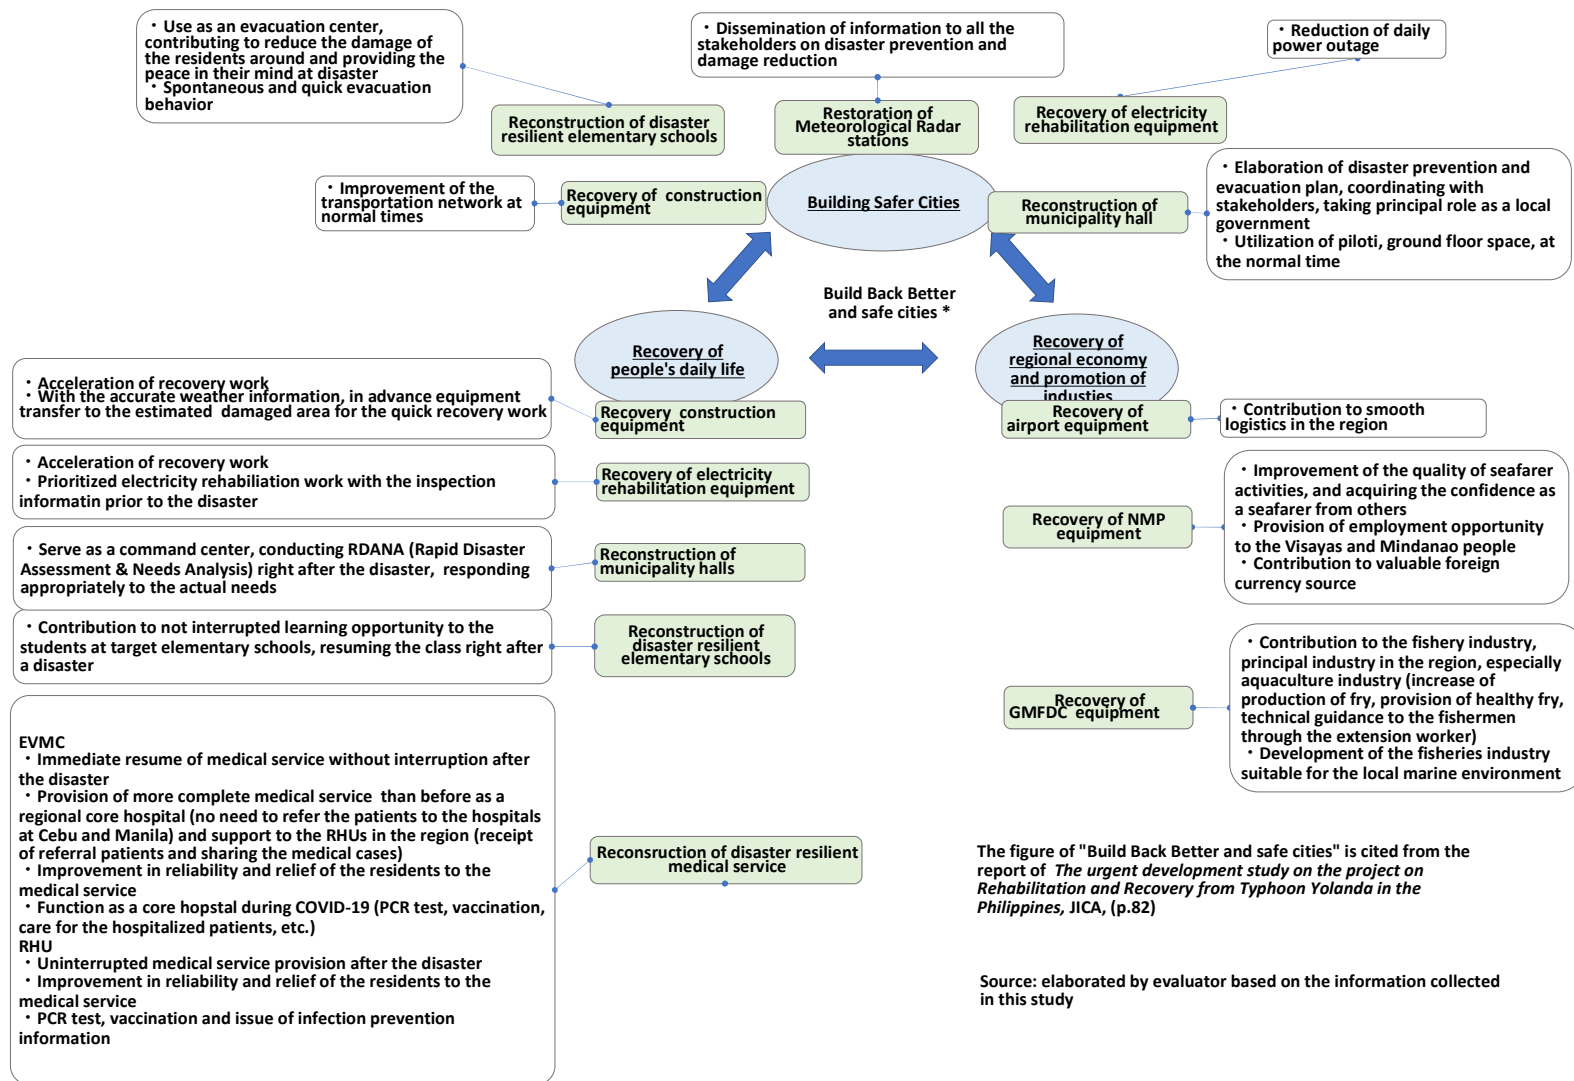 ・ Use as an evacuation center,
contributing to reduce the damage of
the residents around and providing the
peace in their mind at disaster
・ Spontaneous and quick evacuation
behavior
・ Dissemination of information to all the
stakeholders on disaster prevention and
damage reduction
・ Reduction of daily
power outage
Reconstruction of disaster
resilient elementary schools
Restoration of
Meteorological Radar
stations
Recovery of electricity
rehabilitation equipment
・ Improvement of the
transportation network at
normal times
Recovery of construction
equipment
Building Safer Cities
Reconstruction of
municipality hall
・ Elaboration of disaster prevention and
evacuation plan, coordinating with
stakeholders, taking principal role as a local
government
・ Utilization of piloti, ground floor space, at
the normal time
Build Back Better
and safe cities *
Recovery of
people's daily life
Recovery of
regional economy
and promotion of
industies
・ Acceleration of recovery work
・ With the accurate weather information, in advance equipment
transfer to the estimated damaged area for the quick recovery work
Recovery construction
equipment
Recovery of
airport equipment
・ Contribution to smooth
logistics in the region
・ Acceleration of recovery work
・ Prioritized electricity rehabiliation work with the inspection
informatin prior to the disaster
Recovery of electricity
rehabilitation equipment
Recovery of NMP
equipment
・ Improvement of the quality of seafarer
activities, and acquiring the confidence as
a seafarer from others
・ Provision of employment opportunity
to the Visayas and Mindanao people
・ Contribution to valuable foreign
currency source
・ Serve as a command center, conducting RDANA (Rapid Disaster
Assessment & Needs Analysis) right after the disaster, responding
appropriately to the actual needs
Reconstruction of
municipality halls
・ Contribution to not interrupted learning opportunity to the
students at target elementary schools, resuming the class right after
a disaster
Reconstruction of
disaster resilient
elementary schools
Recovery of
GMFDC equipment
・ Contribution to the fishery industry,
principal industry in the region, especially
aquaculture industry (increase of
production of fry, provision of healthy fry,
technical guidance to the fishermen
through the extension worker)
・ Development of the fisheries industry
suitable for the local marine environment
EVMC
・ Immediate resume of medical service without interruption after
the disaster
・ Provision of more complete medical service than before as a
regional core hospital (no need to refer the patients to the hospitals
at Cebu and Manila) and support to the RHUs in the region (receipt
of referral patients and sharing the medical cases)
・ Improvement in reliability and relief of the residents to the
medical service
・ Function as a core hopstal during COVID-19 (PCR test, vaccination,
care for the hospitalized patients, etc.)
RHU
・ Uninterrupted medical service provision after the disaster
・ Improvement in reliability and relief of the residents to the
medical service
・ PCR test, vaccination and issue of infection prevention
information
Reconsruction of disaster resilient
medical service
The figure of "Build Back Better and safe cities" is cited from the
report of The urgent development study on the project on
Rehabilitation and Recovery from Typhoon Yolanda in the
Philippines, JICA, (p.82)
Source: elaborated by evaluator based on the information collected
in this study